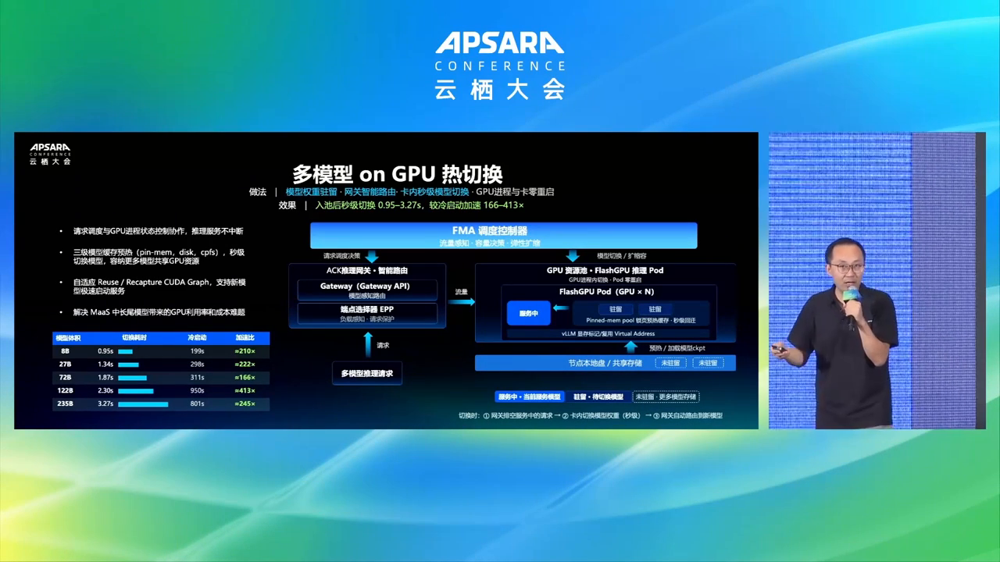 APSARA
CONFERENCE
云栖大会
APSARA
CONFERENCE
云栖大会
多模型 on GPU 热切换
做法 | 模型权重驻留 · 网关智能路由 · 卡内秒级模型切换 · GPU进程与卡零重启
效果 | 入池后秒级切换 0.95–3.27s，较冷启动加速 166–413×
• 请求调度与GPU进程状态控制协作，推理服务不中断
• 三级模型缓存预热（pin-mem, disk, cpfs），秒级
切换模型，容纳更多模型共享GPU资源
• 自适应 Reuse / Recapture CUDA Graph，支持新模
型极速启动服务
• 解决 MaaS 中长尾模型带来的GPU利用率和成本问题
模型体积 切换耗时 冷启动 加速比
8B 0.95s 199s ≈210×
27B 1.34s 298s ≈222×
72B 1.87s 311s ≈166×
122B 2.30s 950s ≈413×
235B 3.27s 801s ≈245×
FMA 调度控制器
流量感知 · 容量决策 · 弹性扩缩
请求调度决策
模型切换 / 扩缩容
ACK推理网关 · 智能路由
Gateway（Gateway API）
模型感知路由
端点选择器 EPP
负载感知 · 请求保护
请求
多模型推理请求
流量
GPU 资源池 · FlashGPU 推理 Pod
GPU进程内切换 · Pod 零重启
FlashGPU Pod（GPU × N）
服务中
驻留 驻留
Pinned-mem pool 锁页预热缓存 · 秒级回迁
vLLM 显存标记/复用 Virtual Address
预热 / 加载模型ckpt
节点本地盘 / 共享存储 未驻留 未驻留
服务中 · 当前服务模型 驻留 · 待切换模型 未驻留 · 更多模型存储
切换时：① 网关排空服务中的请求 → ② 卡内切换模型权重（秒级） → ③ 网关自动路由到新模型